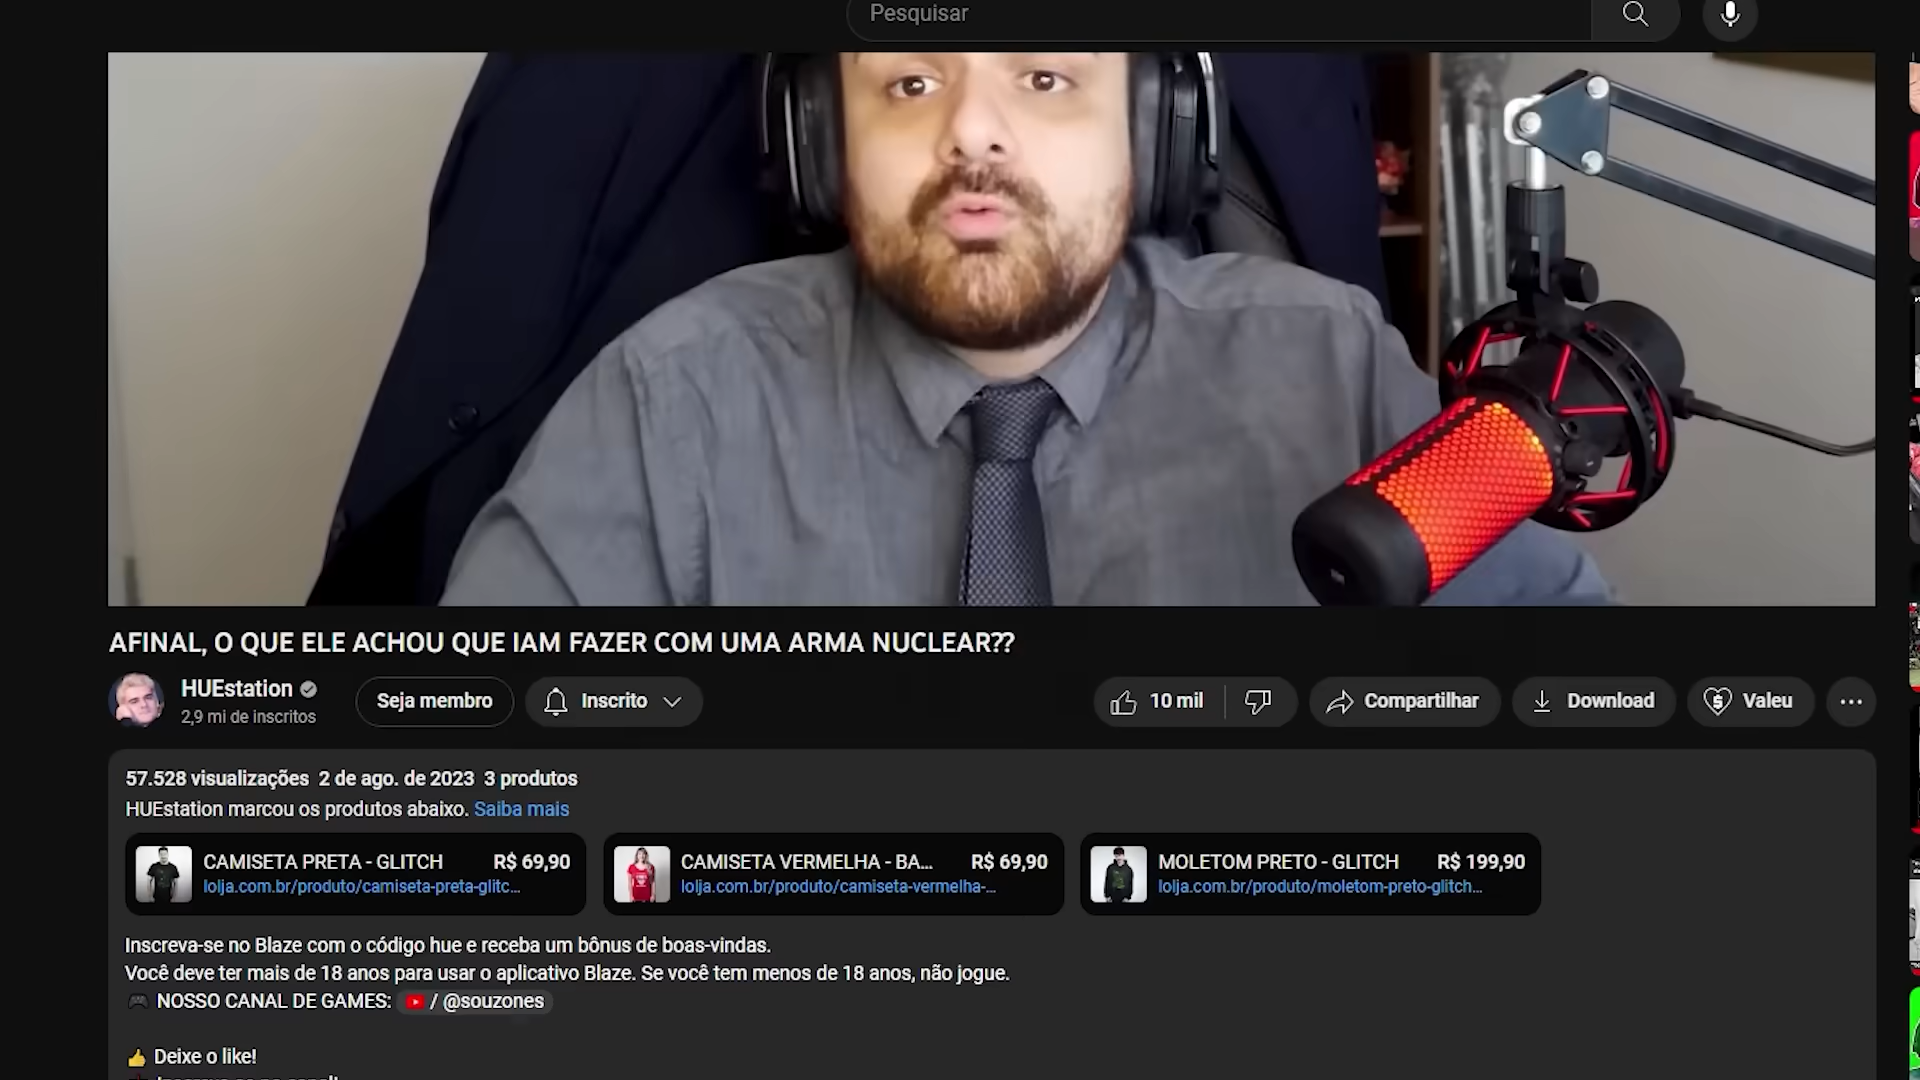 Pesquisar
AFINAL, O QUE ELE ACHOU QUE IAM FAZER COM UMA ARMA NUCLEAR??
HUEstation
2,9 mi de inscritos
Seja membro
Inscrito
10 mil
Compartilhar
Download
Valeu
57.528 visualizações 2 de ago. de 2023 3 produtos
HUEstation marcou os produtos abaixo. Saiba mais
CAMISETA PRETA - GLITCH R$ 69,90
lolja.com.br/produto/camiseta-preta-glitc...
CAMISETA VERMELHA - BA... R$ 69,90
lolja.com.br/produto/camiseta-vermelha-...
MOLETOM PRETO - GLITCH R$ 199,90
lolja.com.br/produto/moletom-preto-glitch...
Inscreva-se no Blaze com o código hue e receba um bônus de boas-vindas.
Você deve ter mais de 18 anos para usar o aplicativo Blaze. Se você tem menos de 18 anos, não jogue.
🎮 NOSSO CANAL DE GAMES: / @souzones
👍 Deixe o like!